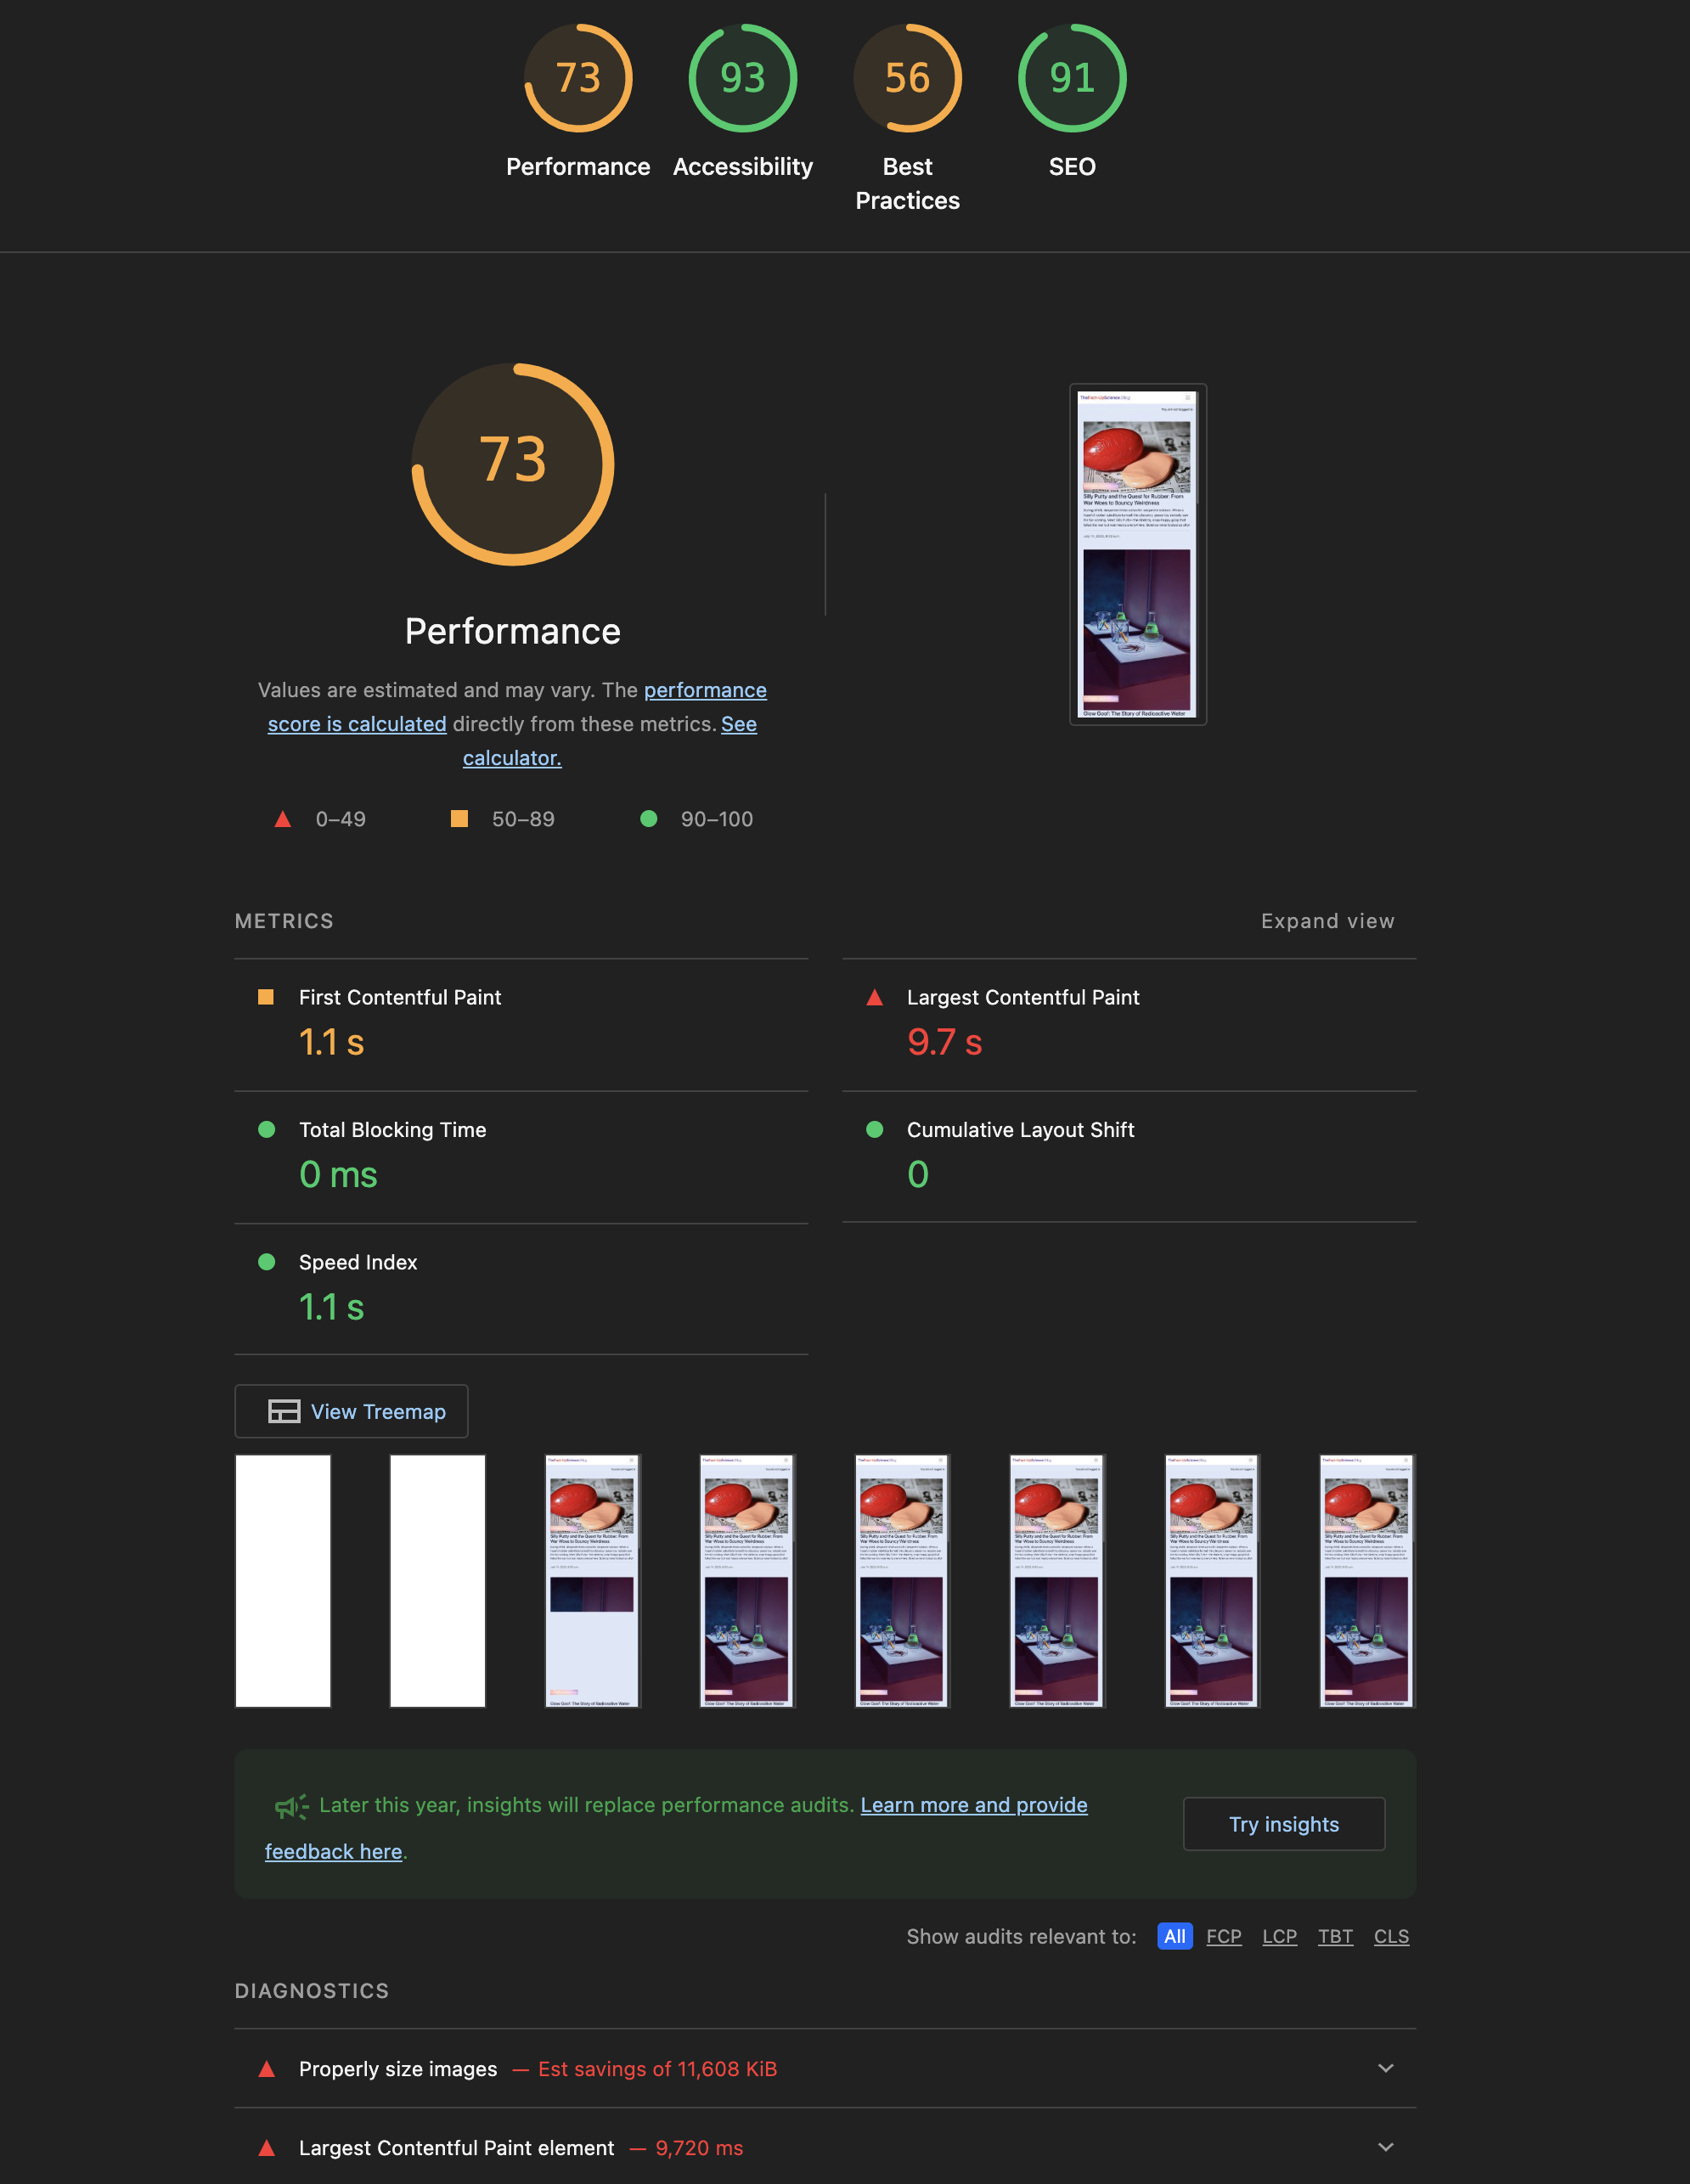 73
93
56
91
Performance
Accessibility
Best
Practices
SEO
73
Performance
Values are estimated and may vary. The performance
score is calculated directly from these metrics. See
calculator.
0–49
50–89
90–100
Silly Putty and the Quest for Rubber: From
War Woes to Bouncy Weirdness
Glow Goof: The Story of Radioactive Water
METRICS
Expand view
First Contentful Paint
1.1 s
Largest Contentful Paint
9.7 s
Total Blocking Time
0 ms
Cumulative Layout Shift
0
Speed Index
1.1 s
View Treemap
Later this year, insights will replace performance audits. Learn more and provide
feedback here.
Try insights
Show audits relevant to: All FCP LCP TBT CLS
DIAGNOSTICS
Properly size images — Est savings of 11,608 KiB
Largest Contentful Paint element — 9,720 ms